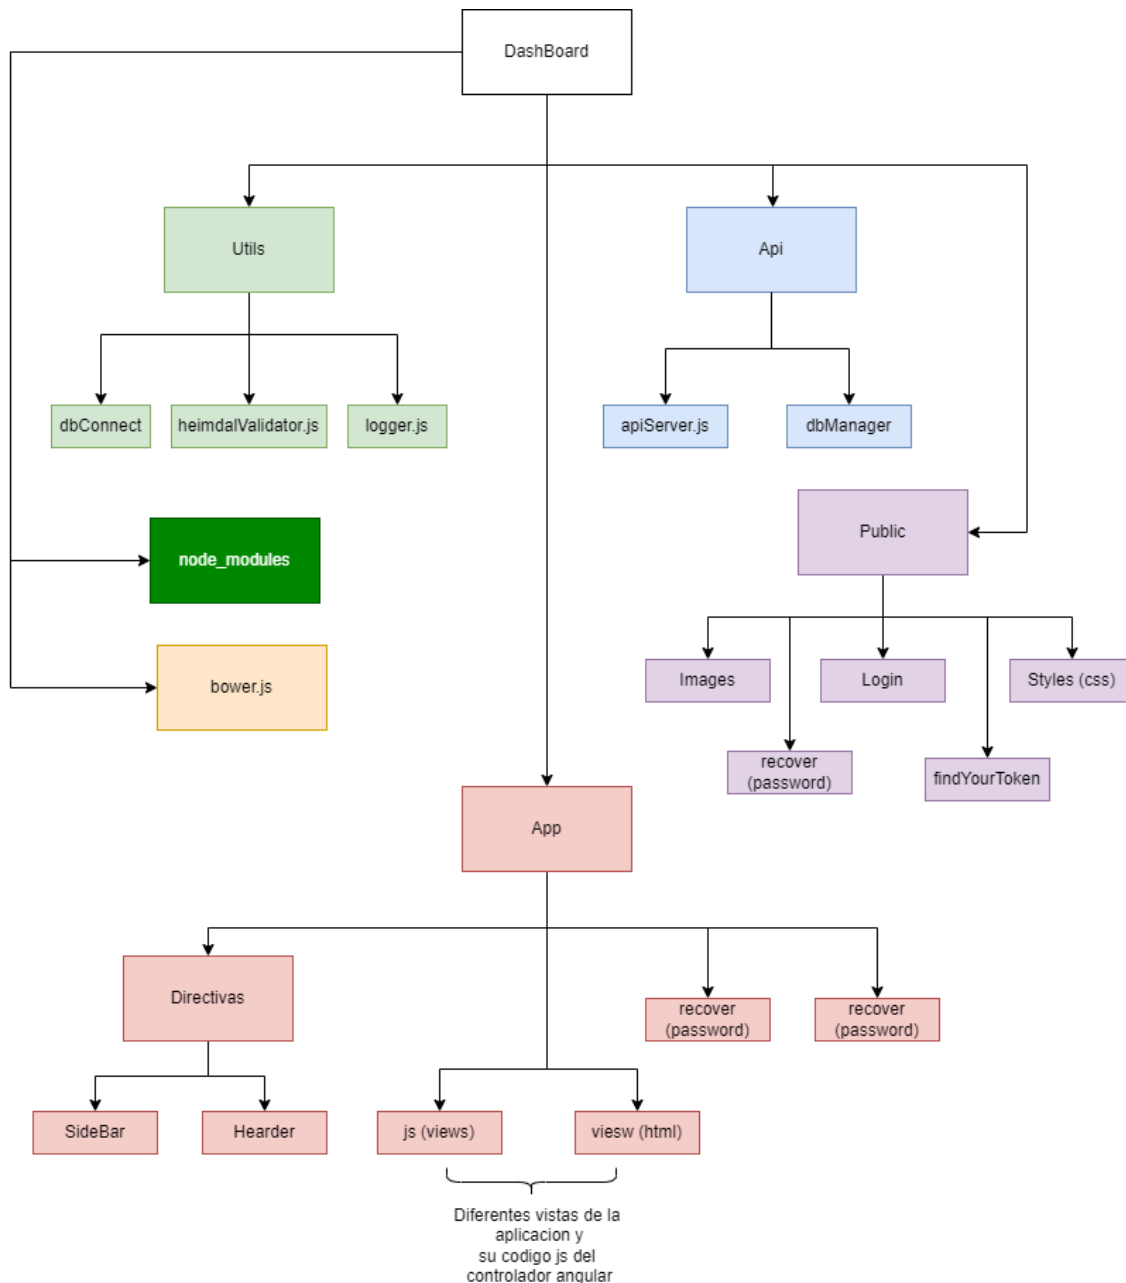 DashBoard
Utils
Api
dbConnect
heimdalValidator.js
logger.js
apiServer.js
dbManager
Public
node_modules
Images
Login
Styles (css)
bower.js
recover
(password)
findYourToken
App
Directivas
recover
(password)
recover
(password)
SideBar
Hearder
js (views)
viesw (html)
Diferentes vistas de la
aplicacion y
su codigo js del
controlador angular